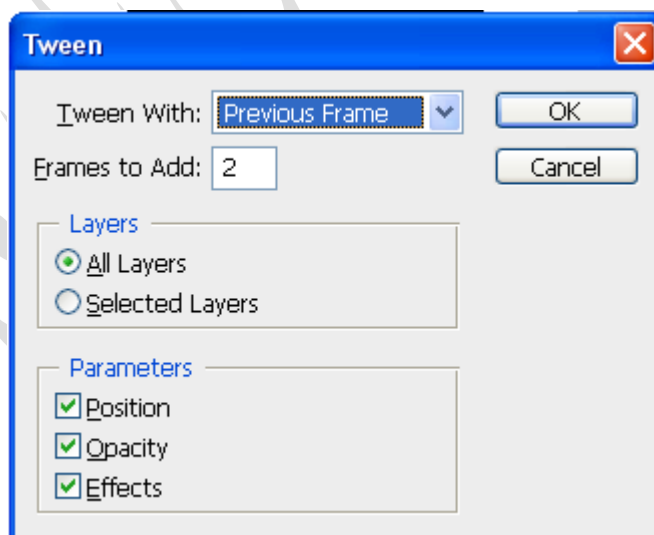 Tween
Tween With: Previous Frame
OK
Frames to Add: 2
Cancel
Layers
All Layers
Selected Layers
Parameters
Position
Opacity
Effects